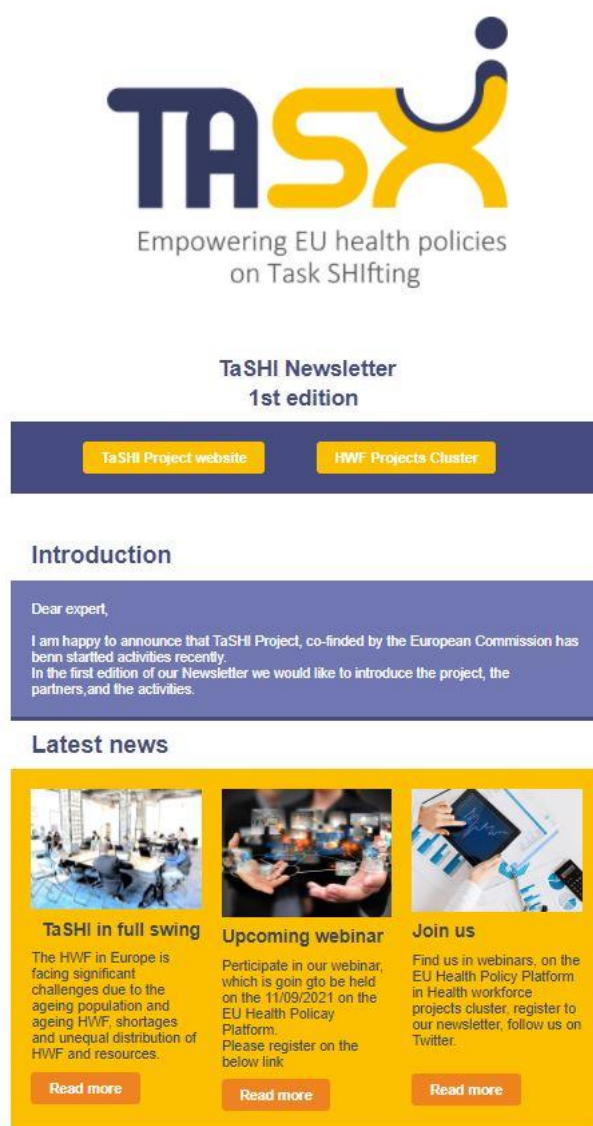 TASHi
Empowering EU health policies
on Task SHIfting
TaSHI Newsletter
1st edition
TaSHI Project website
HWF Projects Cluster
Introduction
Dear expert,
I am happy to announce that TaSHI Project, co-finded by the European Commission has
benn startted activities recently.
In the first edition of our Newsletter we would like to introduce the project, the
partners,and the activities.
Latest news
TaSHI in full swing
The HWF in Europe is
facing significant
challenges due to the
ageing population and
ageing HWF, shortages
and unequal distribution of
HWF and resources.
Read more
Upcoming webinar
Perticipate in our webinar,
which is goin gto be held
on the 11/09/2021 on the
EU Health Policay
Platform.
Please register on the
below link
Read more
Join us
Find us in webinars, on the
EU Health Policy Platform
in Health workforce
projects cluster, register to
our newsletter, follow us on
Twitter.
Read more